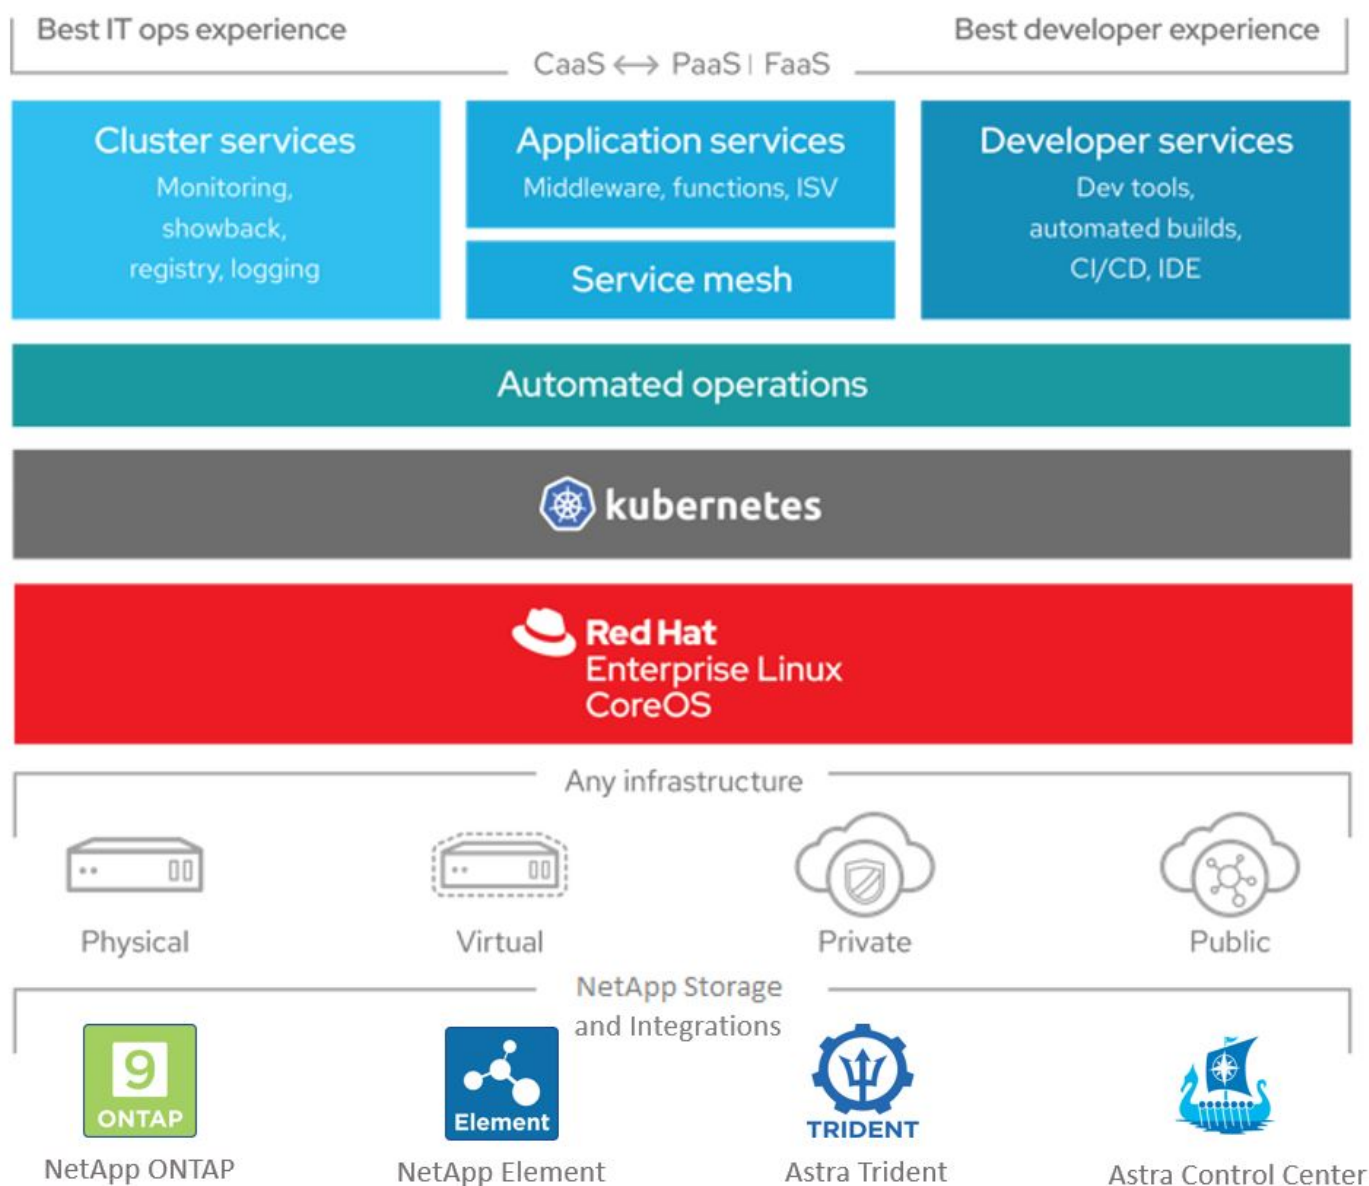 Best IT ops experience
Best developer experience
CaaS ↔ PaaS | FaaS
Cluster services
Monitoring,
showback,
registry, logging
Application services
Middleware, functions, ISV
Service mesh
Developer services
Dev tools,
automated builds,
CI/CD, IDE
Automated operations
kubernetes
Red Hat
Enterprise Linux
CoreOS
Any infrastructure
Physical
Virtual
Private
Public
NetApp Storage
and Integrations
9
ONTAP
NetApp ONTAP
Element
NetApp Element
TRIDENT
Astra Trident
Astra Control Center